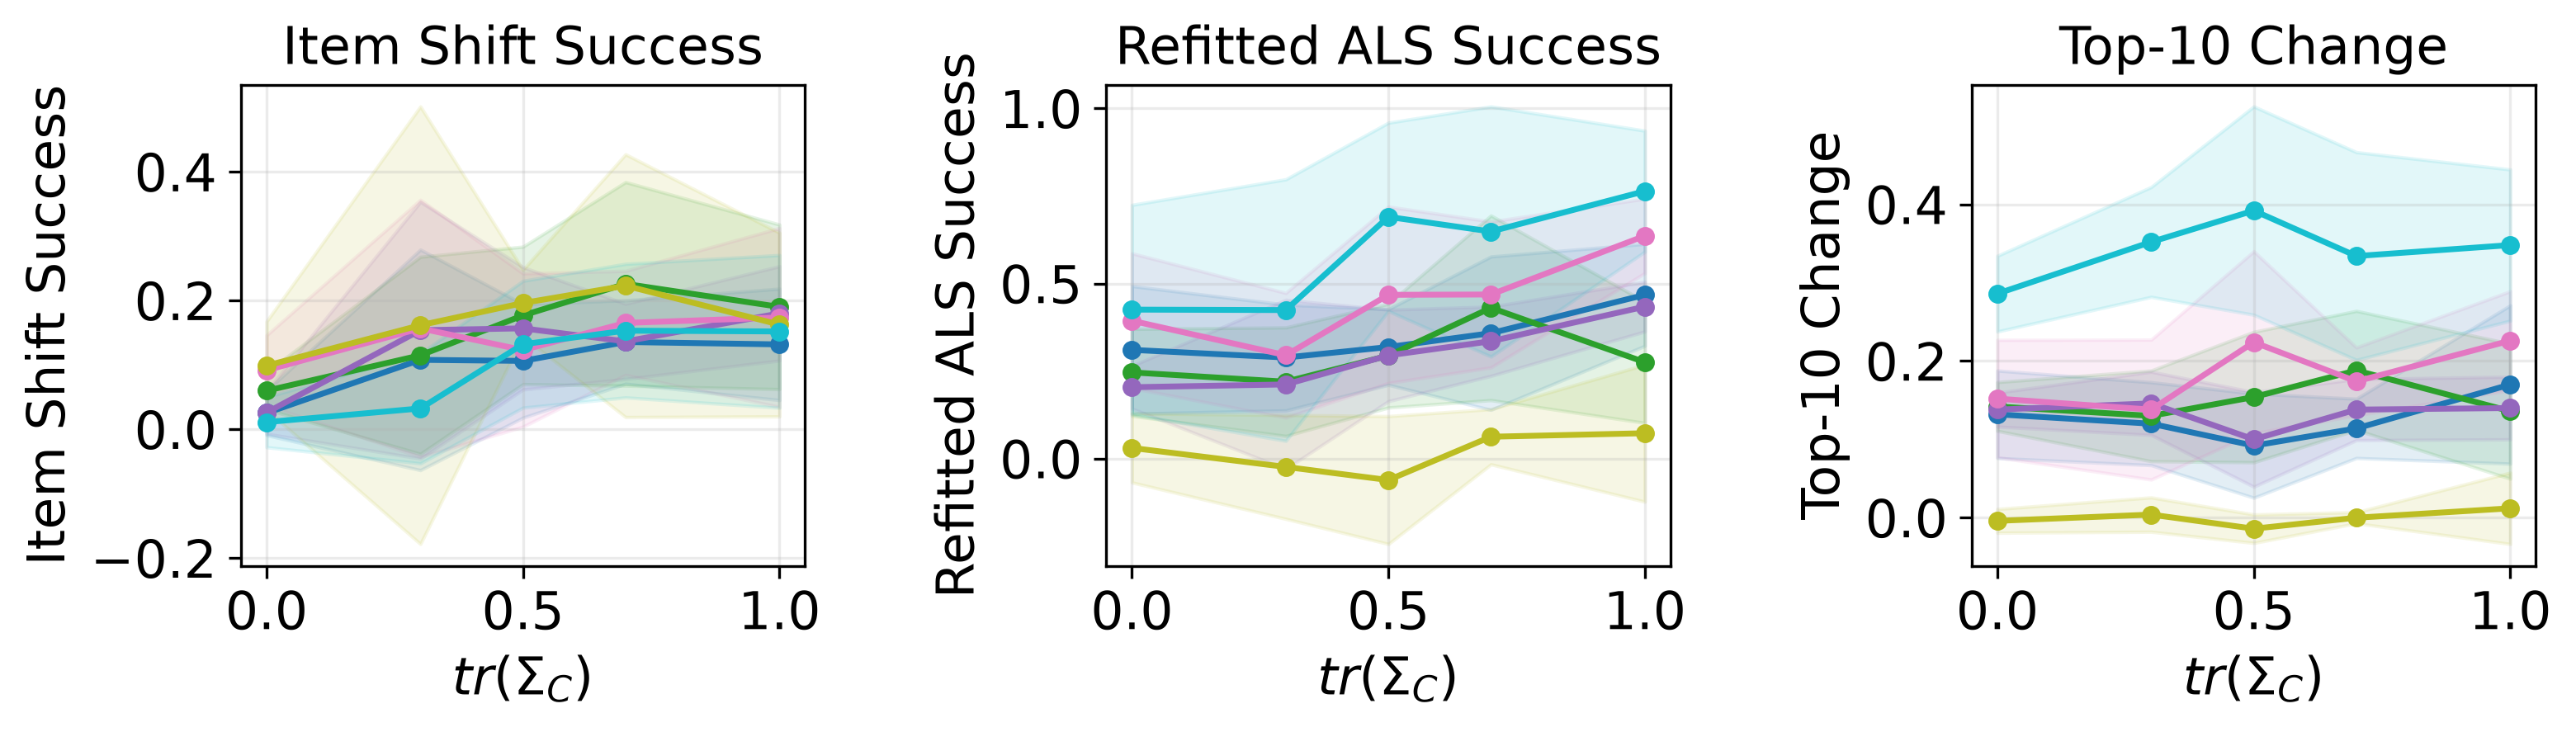 Item Shift Success
Item Shift Success
0.4
0.2
0.0
−0.2
0.0 0.5 1.0
tr(Σ_C)
Refitted ALS Success
Refitted ALS Success
1.0
0.5
0.0
0.0 0.5 1.0
tr(Σ_C)
Top-10 Change
Top-10 Change
0.4
0.2
0.0
0.0 0.5 1.0
tr(Σ_C)